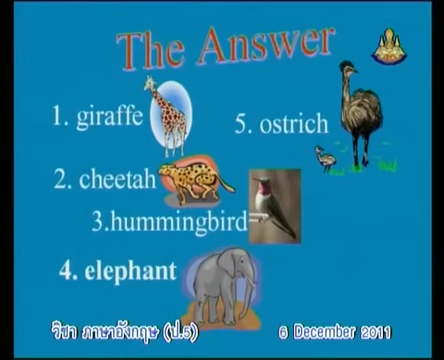 The Answer
1. giraffe
5. ostrich
2. cheetah
3.hummingbird
4. elephant
วิชา ภาษาอังกฤษ (ป.5)
6 December 2011